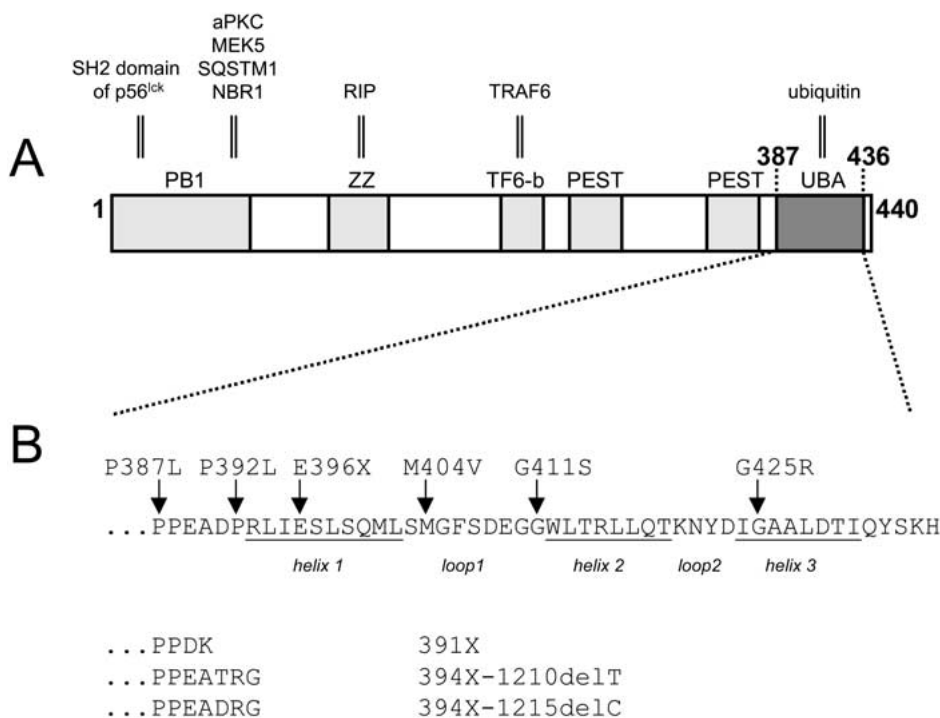 aPKC
MEK5
SH2 domain SQSTM1
of p56lck NBR1 RIP TRAF6 ubiquitin
A
387 436
PB1 ZZ TF6-b PEST PEST UBA
1 440
B
P387L P392L E396X M404V G411S G425R
...PPEADPRLIESLSQMLSMGFSDEGGWLTRLLQTKNYDIGAALDTIQYSKH
helix 1 loop1 helix 2 loop2 helix 3
...PPDK 391X
...PPEATRG 394X-1210delT
...PPEADRG 394X-1215delC